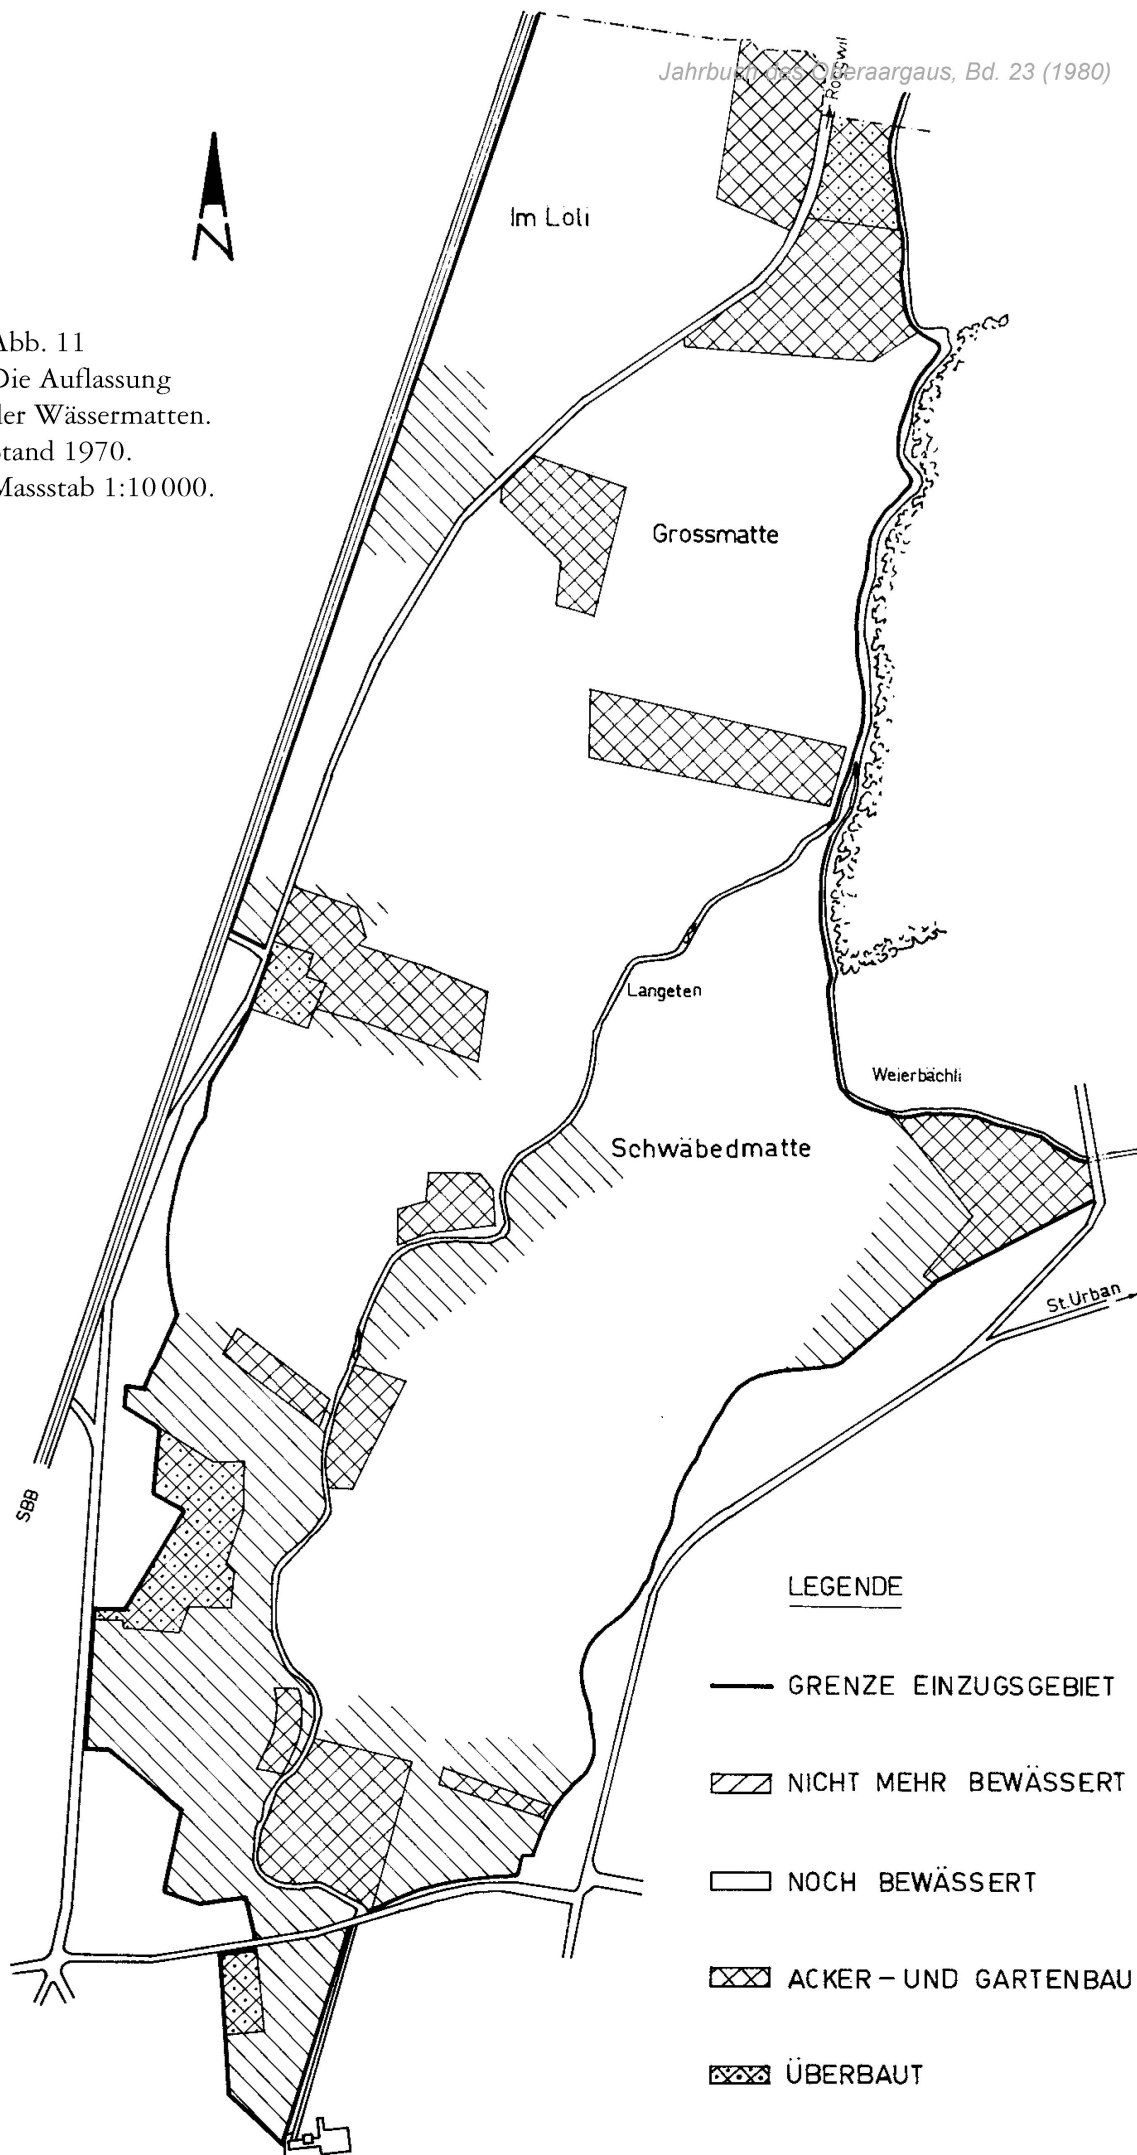 Roggwil
Jahrbuch des Oberaargaus, Bd. 23 (1980)
N
Im Loli
Abb. 11
Die Auflassung
der Wässermatten.
Stand 1970.
Massstab 1:10 000.
Grossmatte
Langeten
Weierbächli
Schwäbedmatte
St. Urban
SBB
LEGENDE
GRENZE EINZUGSGEBIET
NICHT MEHR BEWÄSSERT
NOCH BEWÄSSERT
ACKER – UND GARTENBAU
ÜBERBAUT